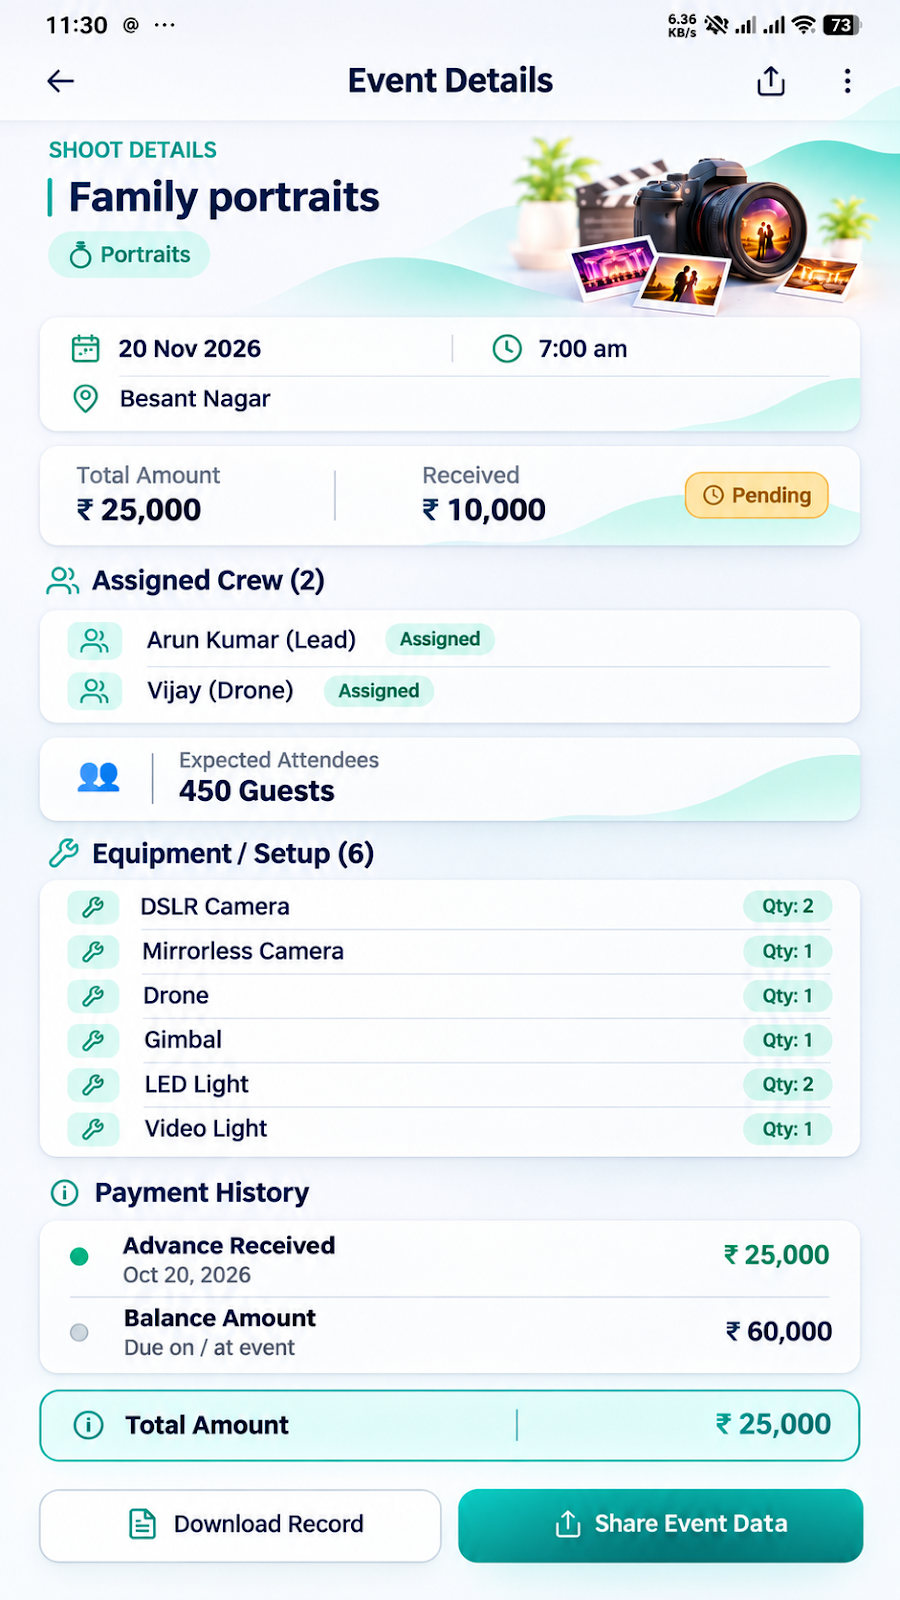 11:30 @ ...
6.36 KB/s 73
Event Details
SHOOT DETAILS
Family portraits
Portraits
20 Nov 2026
7:00 am
Besant Nagar
Total Amount
₹ 25,000
Received
₹ 10,000
Pending
Assigned Crew (2)
Arun Kumar (Lead) Assigned
Vijay (Drone) Assigned
Expected Attendees
450 Guests
Equipment / Setup (6)
DSLR Camera Qty: 2
Mirrorless Camera Qty: 1
Drone Qty: 1
Gimbal Qty: 1
LED Light Qty: 2
Video Light Qty: 1
Payment History
Advance Received
Oct 20, 2026
₹ 25,000
Balance Amount
Due on / at event
₹ 60,000
Total Amount ₹ 25,000
Download Record
Share Event Data